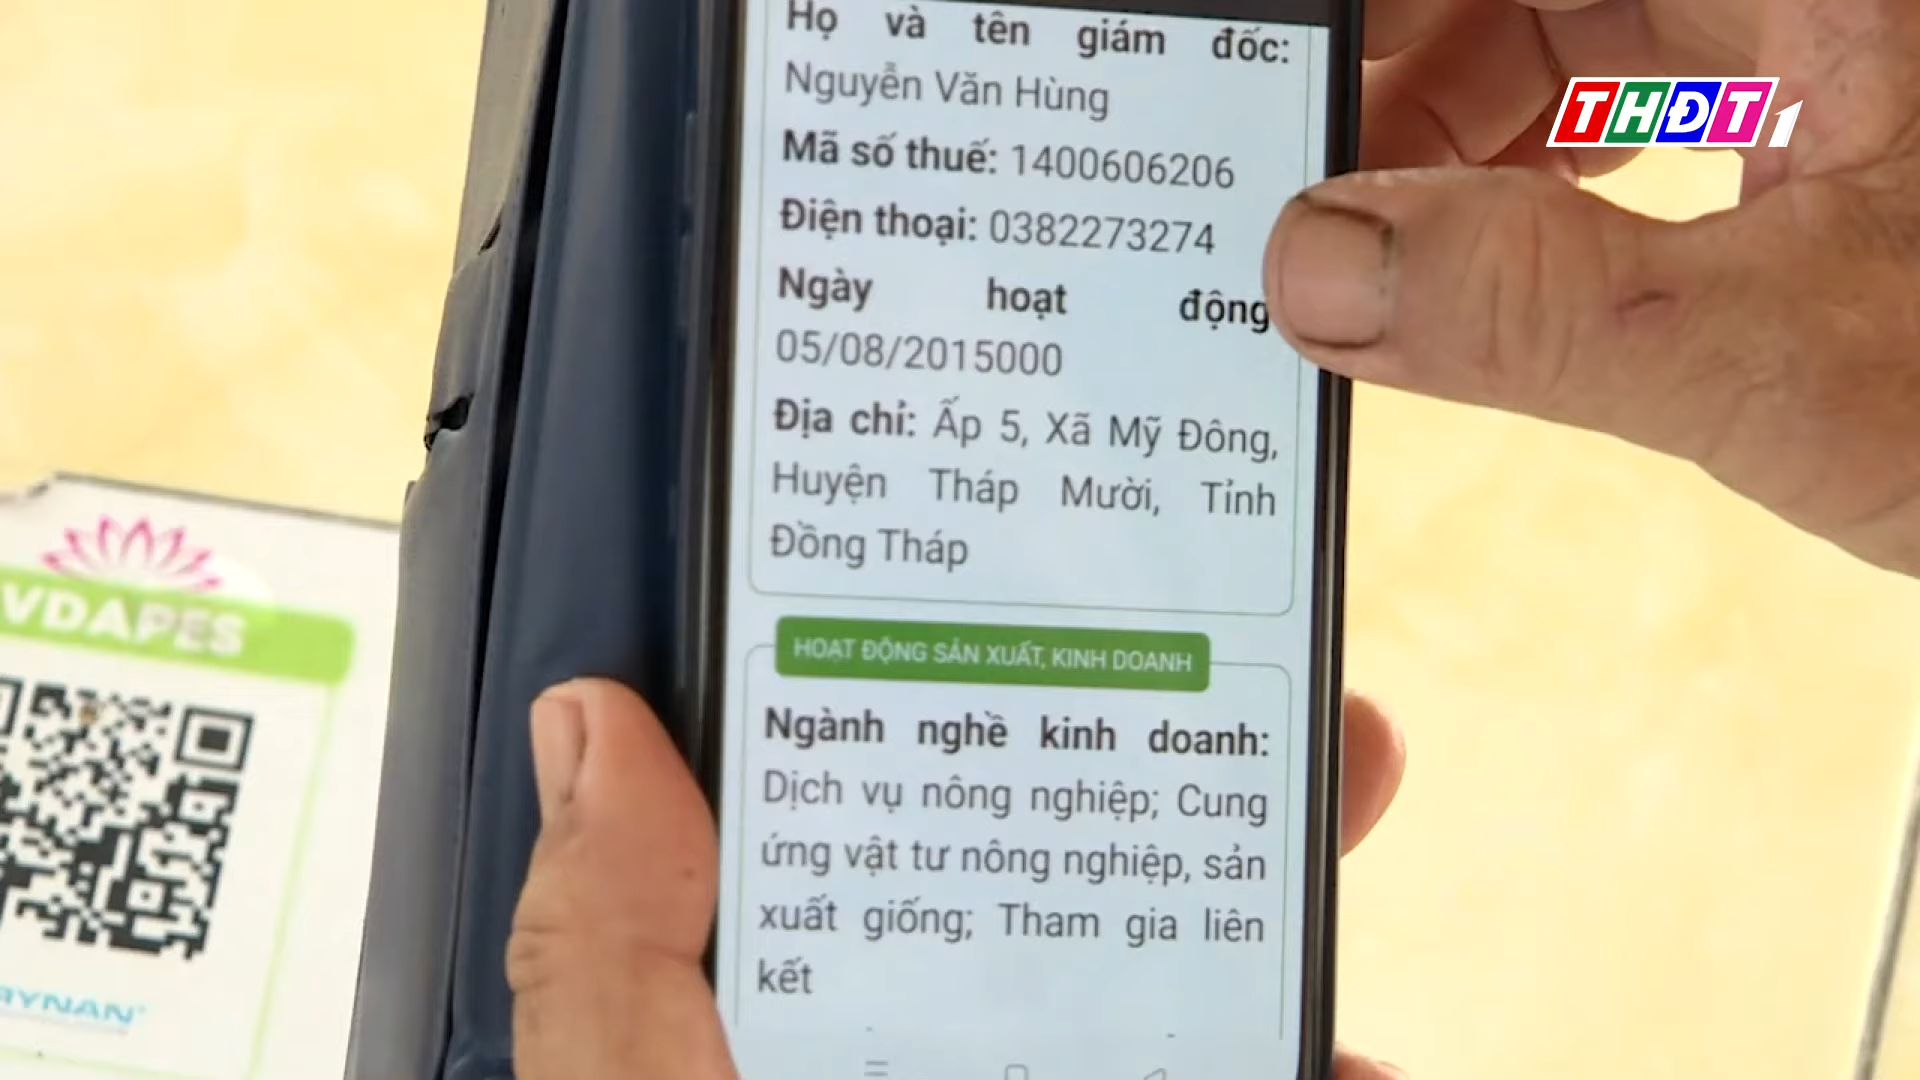 Họ và tên giám đốc:
Nguyễn Văn Hùng
Mã số thuế: 1400606206
Điện thoại: 0382273274
Ngày hoạt động
05/08/2015000
Địa chỉ: Ấp 5, Xã Mỹ Đông,
Huyện Tháp Mười, Tỉnh
Đồng Tháp
HOẠT ĐỘNG SẢN XUẤT, KINH DOANH
Ngành nghề kinh doanh:
Dịch vụ nông nghiệp; Cung
ứng vật tư nông nghiệp, sản
xuất giống; Tham gia liên
kết
THĐT1
VDAPES
AYNAN